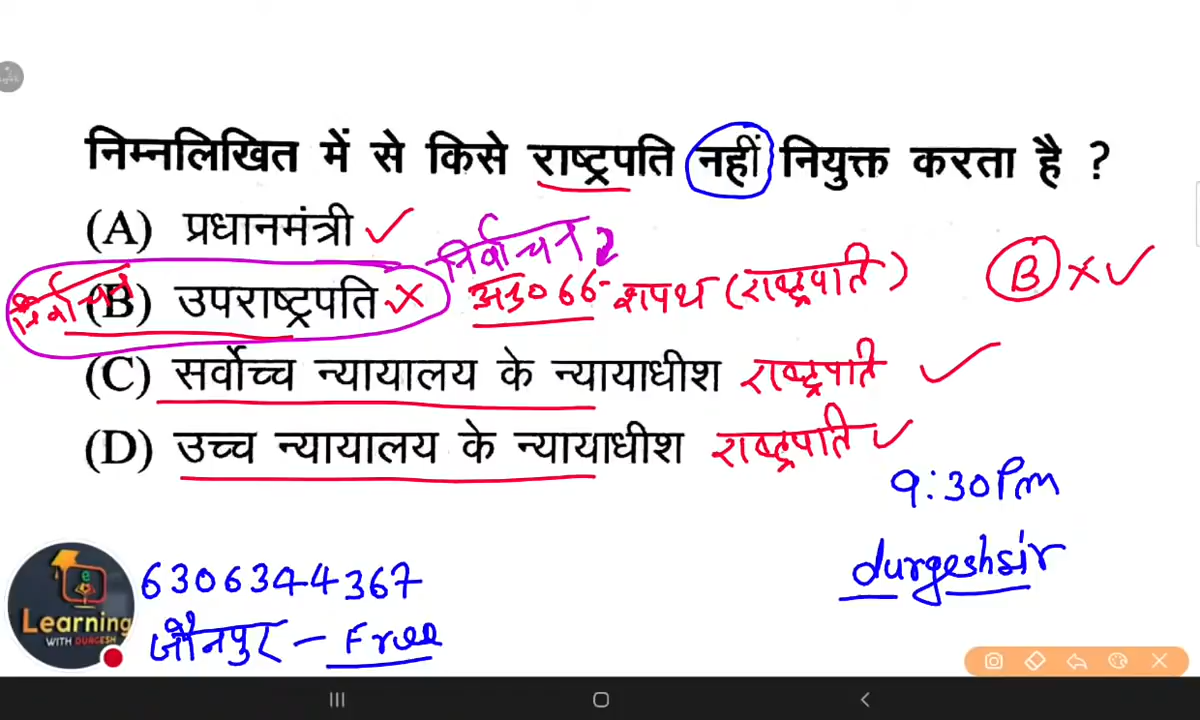 निम्नलिखित में से किसे राष्ट्रपति नहीं नियुक्त करता है ?
(A) प्रधानमंत्री ✓
निर्वाचन
निर्वाचन (B) उपराष्ट्रपति × अनु० 66- शपथ (राष्ट्रपति) B × ✓
(C) सर्वोच्च न्यायालय के न्यायाधीश राष्ट्रपति ✓
(D) उच्च न्यायालय के न्यायाधीश राष्ट्रपति ✓
9:30 Pm
durgeshsir
6306344367
जौनपुर - Free
Learning
WITH DURGESH